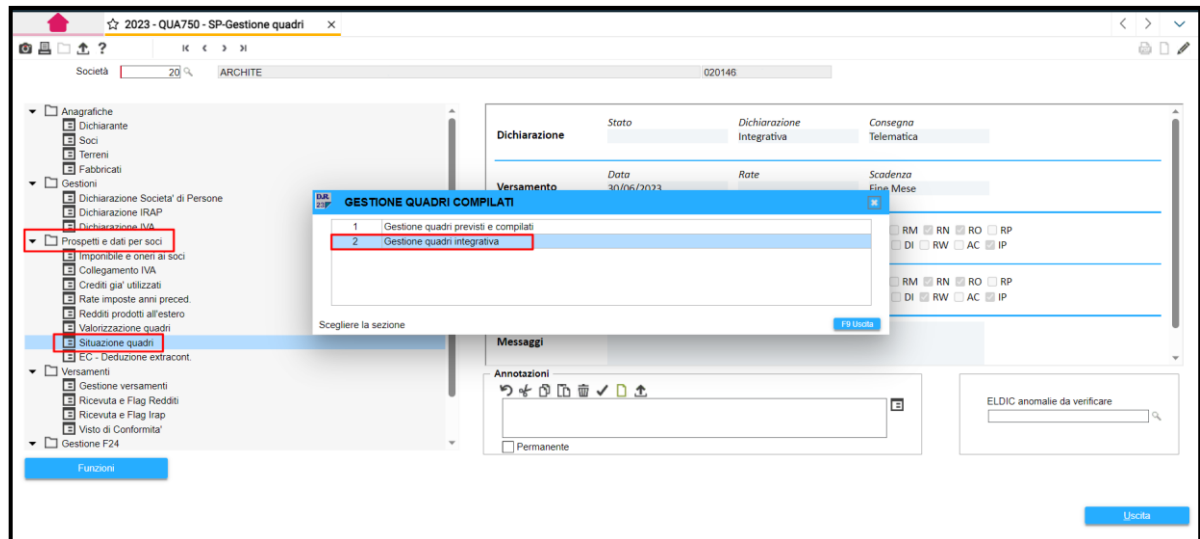 2023 - QUA750 - SP-Gestione quadri
Società 20 ARCHITE 020146
Anagrafiche
Dichiarante
Soci
Terreni
Fabbricati
Gestioni
Dichiarazione Societa' di Persone
Dichiarazione IRAP
Dichiarazione IVA
Prospetti e dati per soci
Imponibile e oneri ai soci
Collegamento IVA
Crediti gia' utilizzati
Rate imposte anni preced.
Redditi prodotti all'estero
Valorizzazione quadri
Situazione quadri
EC - Deduzione extracont.
Versamenti
Gestione versamenti
Ricevuta e Flag Redditi
Ricevuta e Flag Irap
Visto di Conformita'
Gestione F24
Funzioni
Stato Dichiarazione Consegna
Dichiarazione Integrativa Telematica
Data Rate Scadenza
Versamento 30/06/2023 Fine Mese
GESTIONE QUADRI COMPILATI
1 Gestione quadri previsti e compilati
2 Gestione quadri integrativa
Scegliere la sezione F9 Uscita
RM RN RO RP
DI RW AC IP
RM RN RO RP
DI RW AC IP
Messaggi
Annotazioni
Permanente
ELDIC anomalie da verificare
Uscita